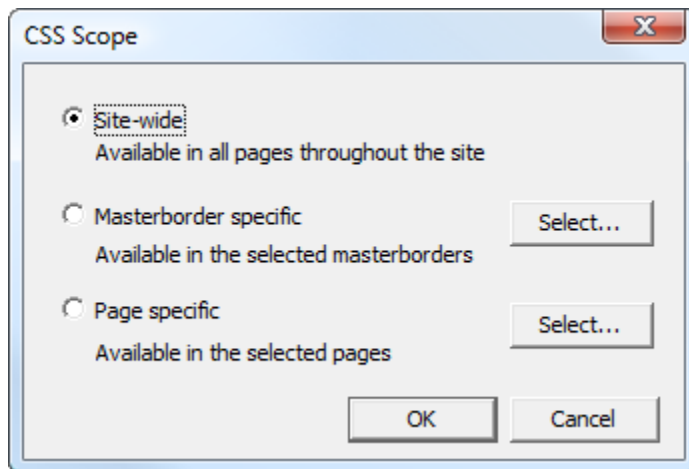 CSS Scope
Site-wide
Available in all pages throughout the site
Masterborder specific
Select...
Available in the selected masterborders
Page specific
Select...
Available in the selected pages
OK
Cancel